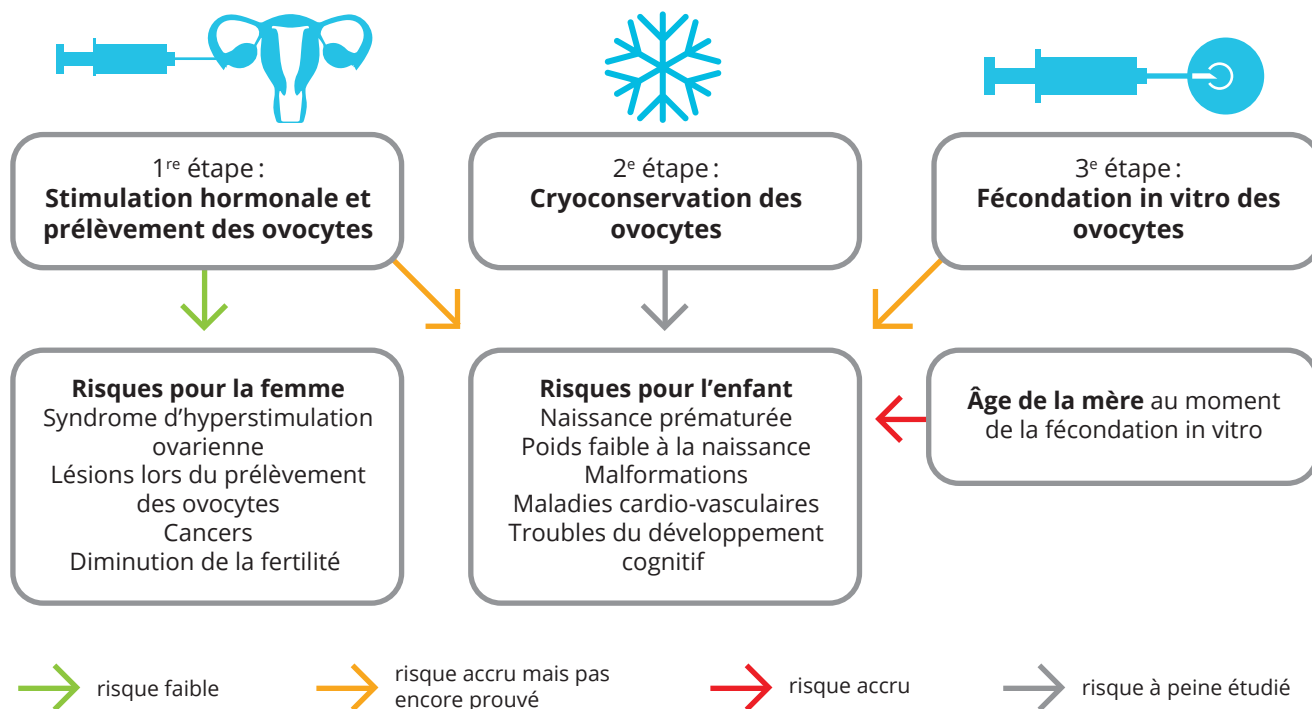 1re étape :
Stimulation hormonale et
prélèvement des ovocytes
2e étape :
Cryoconservation des
ovocytes
3e étape :
Fécondation in vitro des
ovocytes
Risques pour la femme
Syndrome d’hyperstimulation
ovarienne
Lésions lors du prélèvement
des ovocytes
Cancers
Diminution de la fertilité
Risques pour l’enfant
Naissance prématurée
Poids faible à la naissance
Malformations
Maladies cardio-vasculaires
Troubles du développement
cognitif
Âge de la mère au moment
de la fécondation in vitro
risque faible
risque accru mais pas
encore prouvé
risque accru
risque à peine étudié